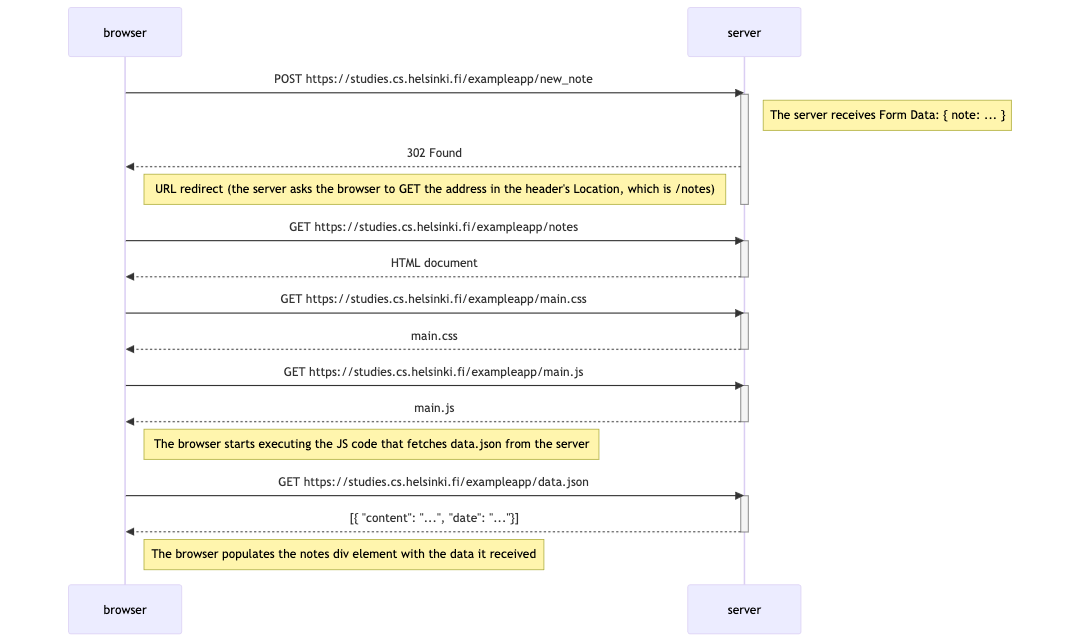 browser
server
POST https://studies.cs.helsinki.fi/exampleapp/new_note
The server receives Form Data: { note: ... }
302 Found
URL redirect (the server asks the browser to GET the address in the header's Location, which is /notes)
GET https://studies.cs.helsinki.fi/exampleapp/notes
HTML document
GET https://studies.cs.helsinki.fi/exampleapp/main.css
main.css
GET https://studies.cs.helsinki.fi/exampleapp/main.js
main.js
The browser starts executing the JS code that fetches data.json from the server
GET https://studies.cs.helsinki.fi/exampleapp/data.json
[{ "content": "...", "date": "..."}]
The browser populates the notes div element with the data it received
browser
server